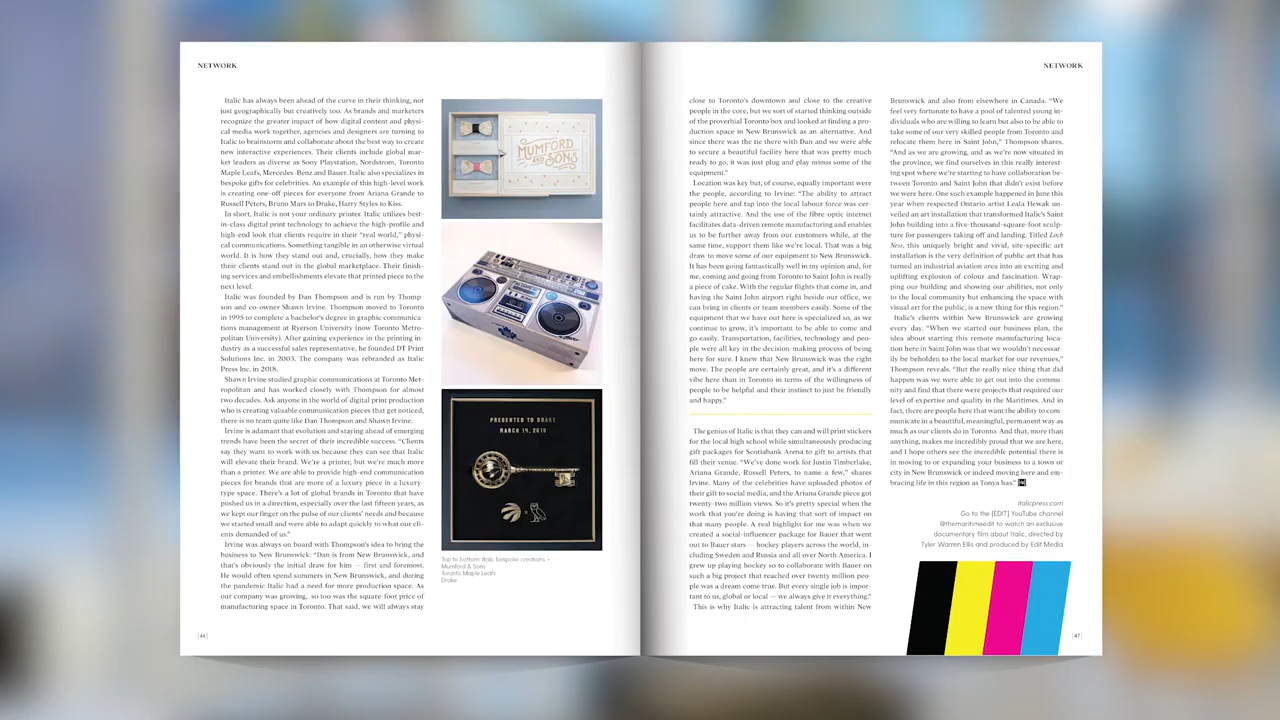 NETWORK
Italic has always been ahead of the curve in their thinking, not
just geographically but creatively too. As brands and marketers
recognize the greater impact of how digital content and physi-
cal media work together, agencies and designers are turning to
Italic to brainstorm and collaborate about the best way to create
new interactive experiences. Their clients include global mar-
ket leaders as diverse as Sony Playstation, Nordstrom, Toronto
Maple Leafs, Mercedes-Benz and Bauer. Italic also specializes in
bespoke gifts for celebrities. An example of this high-level work
is creating one-off pieces for everyone from Ariana Grande to
Russell Peters, Bruno Mars to Drake, Harry Styles to Kiss.
In short, Italic is not your ordinary printer. Italic utilizes best-
in-class digital print technology to achieve the high-profile and
high-end look that clients require in their “real world,” physi-
cal communications. Something tangible in an otherwise virtual
world. It is how they stand out and, crucially, how they make
their clients stand out in the global marketplace. Their finish-
ing services and embellishments elevate that printed piece to the
next level.
Italic was founded by Dan Thompson and is run by Thomp-
son and co-owner Shawn Irvine. Thompson moved to Toronto
in 1995 to complete a bachelor's degree in graphic communica-
tions management at Ryerson University (now Toronto Metro-
politan University). After gaining experience in the printing in-
dustry as a successful sales representative, he founded DT Print
Solutions Inc. in 2003. The company was rebranded as Italic
Press Inc. in 2018.
Shawn Irvine studied graphic communications at Toronto Met-
ropolitan and has worked closely with Thompson for almost
two decades. Ask anyone in the world of digital print production
who is creating valuable communication pieces that get noticed,
there is no team quite like Dan Thompson and Shawn Irvine.
Irvine is adamant that evolution and staying ahead of emerging
trends have been the secret of their incredible success. “Clients
say they want to work with us because they can see that Italic
will elevate their brand. We're a printer, but we're much more
than a printer. We are able to provide high-end communication
pieces for brands that are more of a luxury piece in a luxury-
type space. There's a lot of global brands in Toronto that have
pushed us in a direction, especially over the last fifteen years, as
we kept our finger on the pulse of our clients' needs and because
we started small and were able to adapt quickly to what our cli-
ents demanded of us.”
Irvine was always on board with Thompson's idea to bring the
business to New Brunswick: “Dan is from New Brunswick, and
that's obviously the initial draw for him — first and foremost.
He would often spend summers in New Brunswick, and during
the pandemic Italic had a need for more production space. As
our company was growing, so too was the square-foot price of
manufacturing space in Toronto. That said, we will always stay
MUMFORD
AND SONS
PRESENTED TO DRAKE
MARCH 14, 2019
Top to bottom: Italic bespoke creations –
Mumford & Sons
Toronto Maple Leafs
Drake
|46|
NETWORK
close to Toronto's downtown and close to the creative
people in the core, but we sort of started thinking outside
of the proverbial Toronto box and looked at finding a pro-
duction space in New Brunswick as an alternative. And
since there was the tie there with Dan and we were able
to secure a beautiful facility here that was pretty much
ready to go, it was just plug and play minus some of the
equipment.”
Location was key but, of course, equally important were
the people, according to Irvine: “The ability to attract
people here and tap into the local labour force was cer-
tainly attractive. And the use of the fibre optic internet
facilitates data-driven remote manufacturing and enables
us to be further away from our customers while, at the
same time, support them like we're local. That was a big
draw to move some of our equipment to New Brunswick.
It has been going fantastically well in my opinion and, for
me, coming and going from Toronto to Saint John is really
a piece of cake. With the regular flights that come in, and
having the Saint John airport right beside our office, we
can bring in clients or team members easily. Some of the
equipment that we have out here is specialized so, as we
continue to grow, it's important to be able to come and
go easily. Transportation, facilities, technology and peo-
ple were all key in the decision-making process of being
here for sure. I knew that New Brunswick was the right
move. The people are certainly great, and it's a different
vibe here than in Toronto in terms of the willingness of
people to be helpful and their instinct to just be friendly
and happy.”
The genius of Italic is that they can and will print stickers
for the local high school while simultaneously producing
gift packages for Scotiabank Arena to gift to artists that
fill their venue. “We've done work for Justin Timberlake,
Ariana Grande, Russell Peters, to name a few,” shares
Irvine. Many of the celebrities have uploaded photos of
their gift to social media, and the Ariana Grande piece got
twenty-two million views. So it's pretty special when the
work that you're doing is having that sort of impact on
that many people. A real highlight for me was when we
created a social-influencer package for Bauer that went
out to Bauer stars — hockey players across the world, in-
cluding Sweden and Russia and all over North America. I
grew up playing hockey so to collaborate with Bauer on
such a big project that reached over twenty million peo-
ple was a dream come true. But every single job is impor-
tant to us, global or local — we always give it everything.”
This is why Italic is attracting talent from within New
Brunswick and also from elsewhere in Canada. “We
feel very fortunate to have a pool of talented young in-
dividuals who are willing to learn but also to be able to
take some of our very skilled people from Toronto and
relocate them here in Saint John,” Thompson shares.
“And as we are growing, and as we're now situated in
the province, we find ourselves in this really interest-
ing spot where we're starting to have collaboration be-
tween Toronto and Saint John that didn't exist before
we were here. One such example happened in June this
year when respected Ontario artist Leala Hewak un-
veiled an art installation that transformed Italic's Saint
John building into a five-thousand-square-foot sculp-
ture for passengers taking off and landing. Titled Loch
Ness, this uniquely bright and vivid, site-specific art
installation is the very definition of public art that has
turned an industrial aviation area into an exciting and
uplifting explosion of colour and fascination. Wrap-
ping our building and showing our abilities, not only
to the local community but enhancing the space with
visual art for the public, is a new thing for this region.”
Italic's clients within New Brunswick are growing
every day. “When we started our business plan, the
idea about starting this remote manufacturing loca-
tion here in Saint John was that we wouldn't necessar-
ily be beholden to the local market for our revenues,”
Thompson reveals. “But the really nice thing that did
happen was we were able to get out into the commu-
nity and find that there were projects that required our
level of expertise and quality in the Maritimes. And in
fact, there are people here that want the ability to com-
municate in a beautiful, meaningful, permanent way as
much as our clients do in Toronto. And that, more than
anything, makes me incredibly proud that we are here,
and I hope others see the incredible potential there is
in moving to or expanding your business to a town or
city in New Brunswick or indeed moving here and em-
bracing life in this region as Tonya has.”
italicpress.com
Go to the [EDIT] YouTube channel
@themaritimeedit to watch an exclusive
documentary film about Italic, directed by
Tyler Warren Ellis and produced by Edit Media
|47|